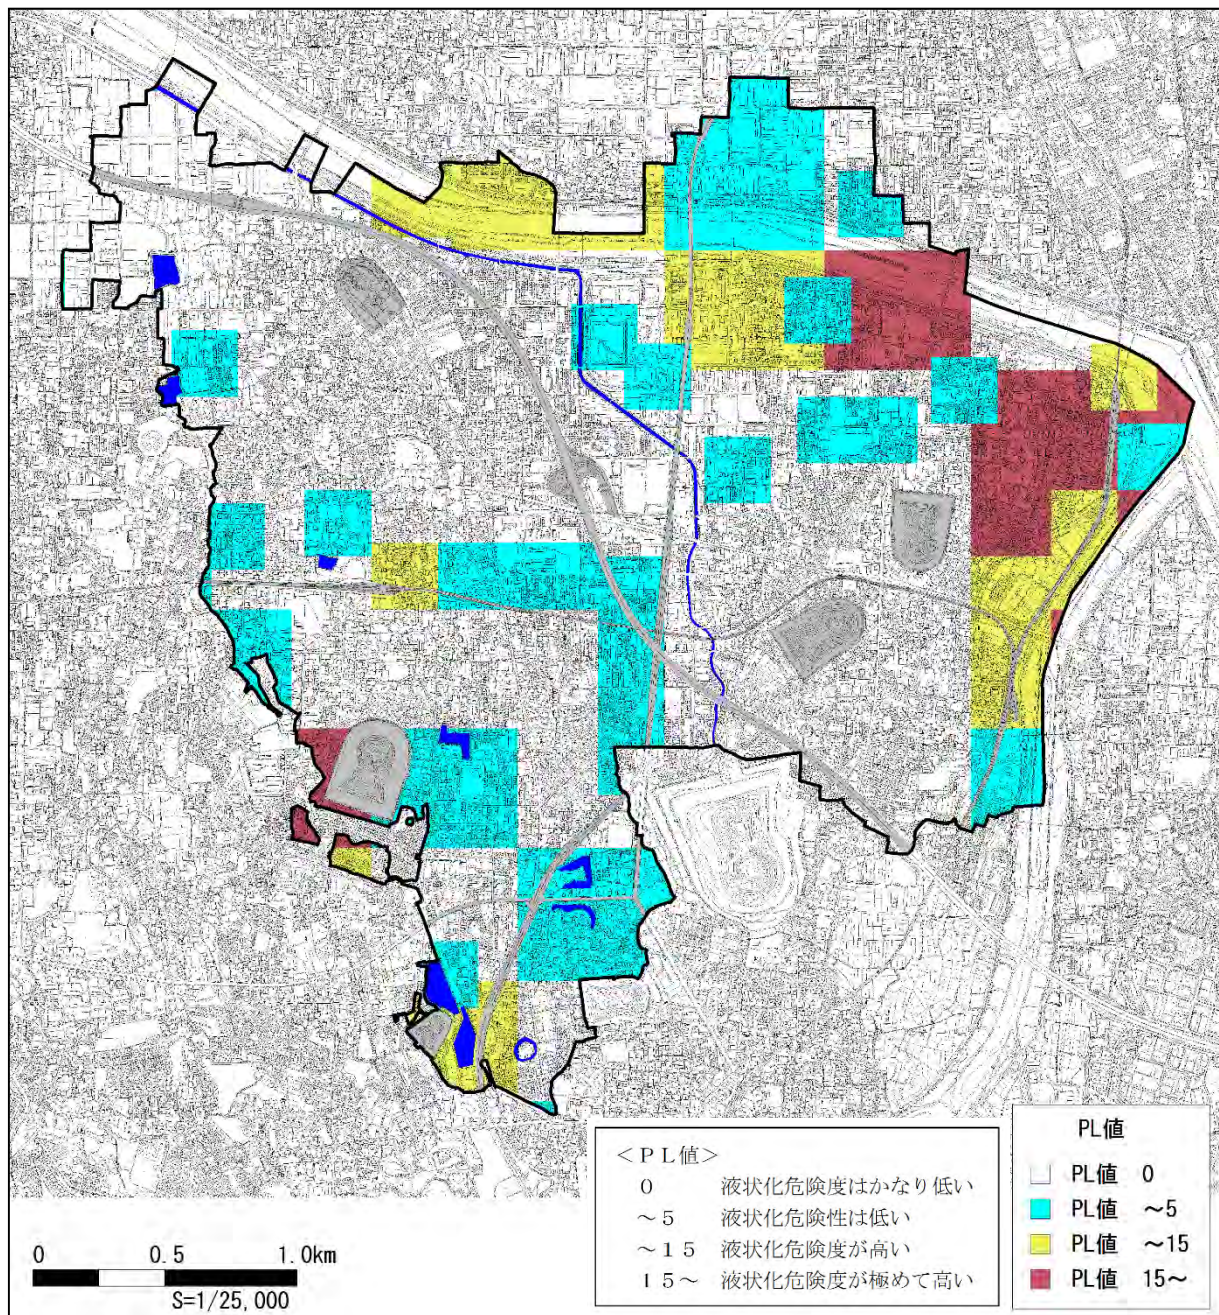 ＜ＰＬ値＞
０ 液状化危険度はかなり低い
～５ 液状化危険性は低い
～１５ 液状化危険度が高い
１５～ 液状化危険度が極めて高い
PL値
PL値 0
PL値 ～5
PL値 ～15
PL値 15～
0 0.5 1.0km
S=1/25,000